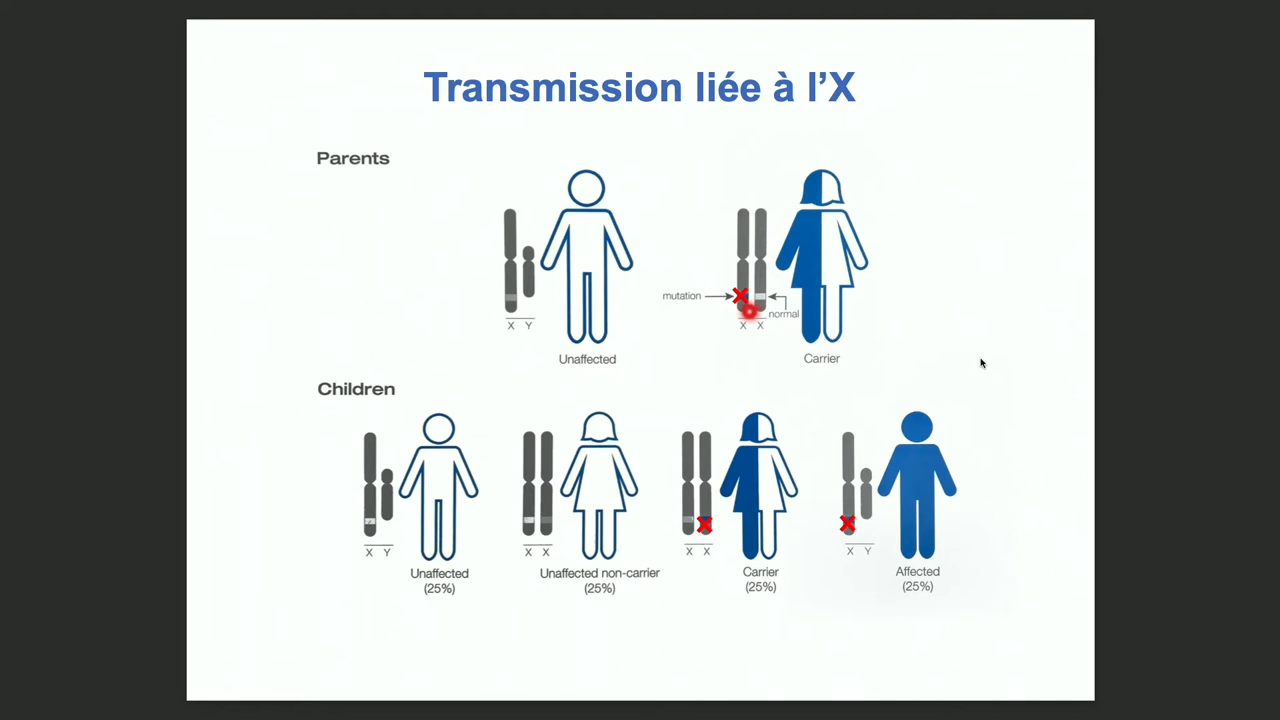 Transmission liée à l’X
Parents
mutation
normal
X Y
X X
Unaffected
Carrier
Children
X Y
X X
X X
X Y
Unaffected
(25%)
Unaffected non-carrier
(25%)
Carrier
(25%)
Affected
(25%)